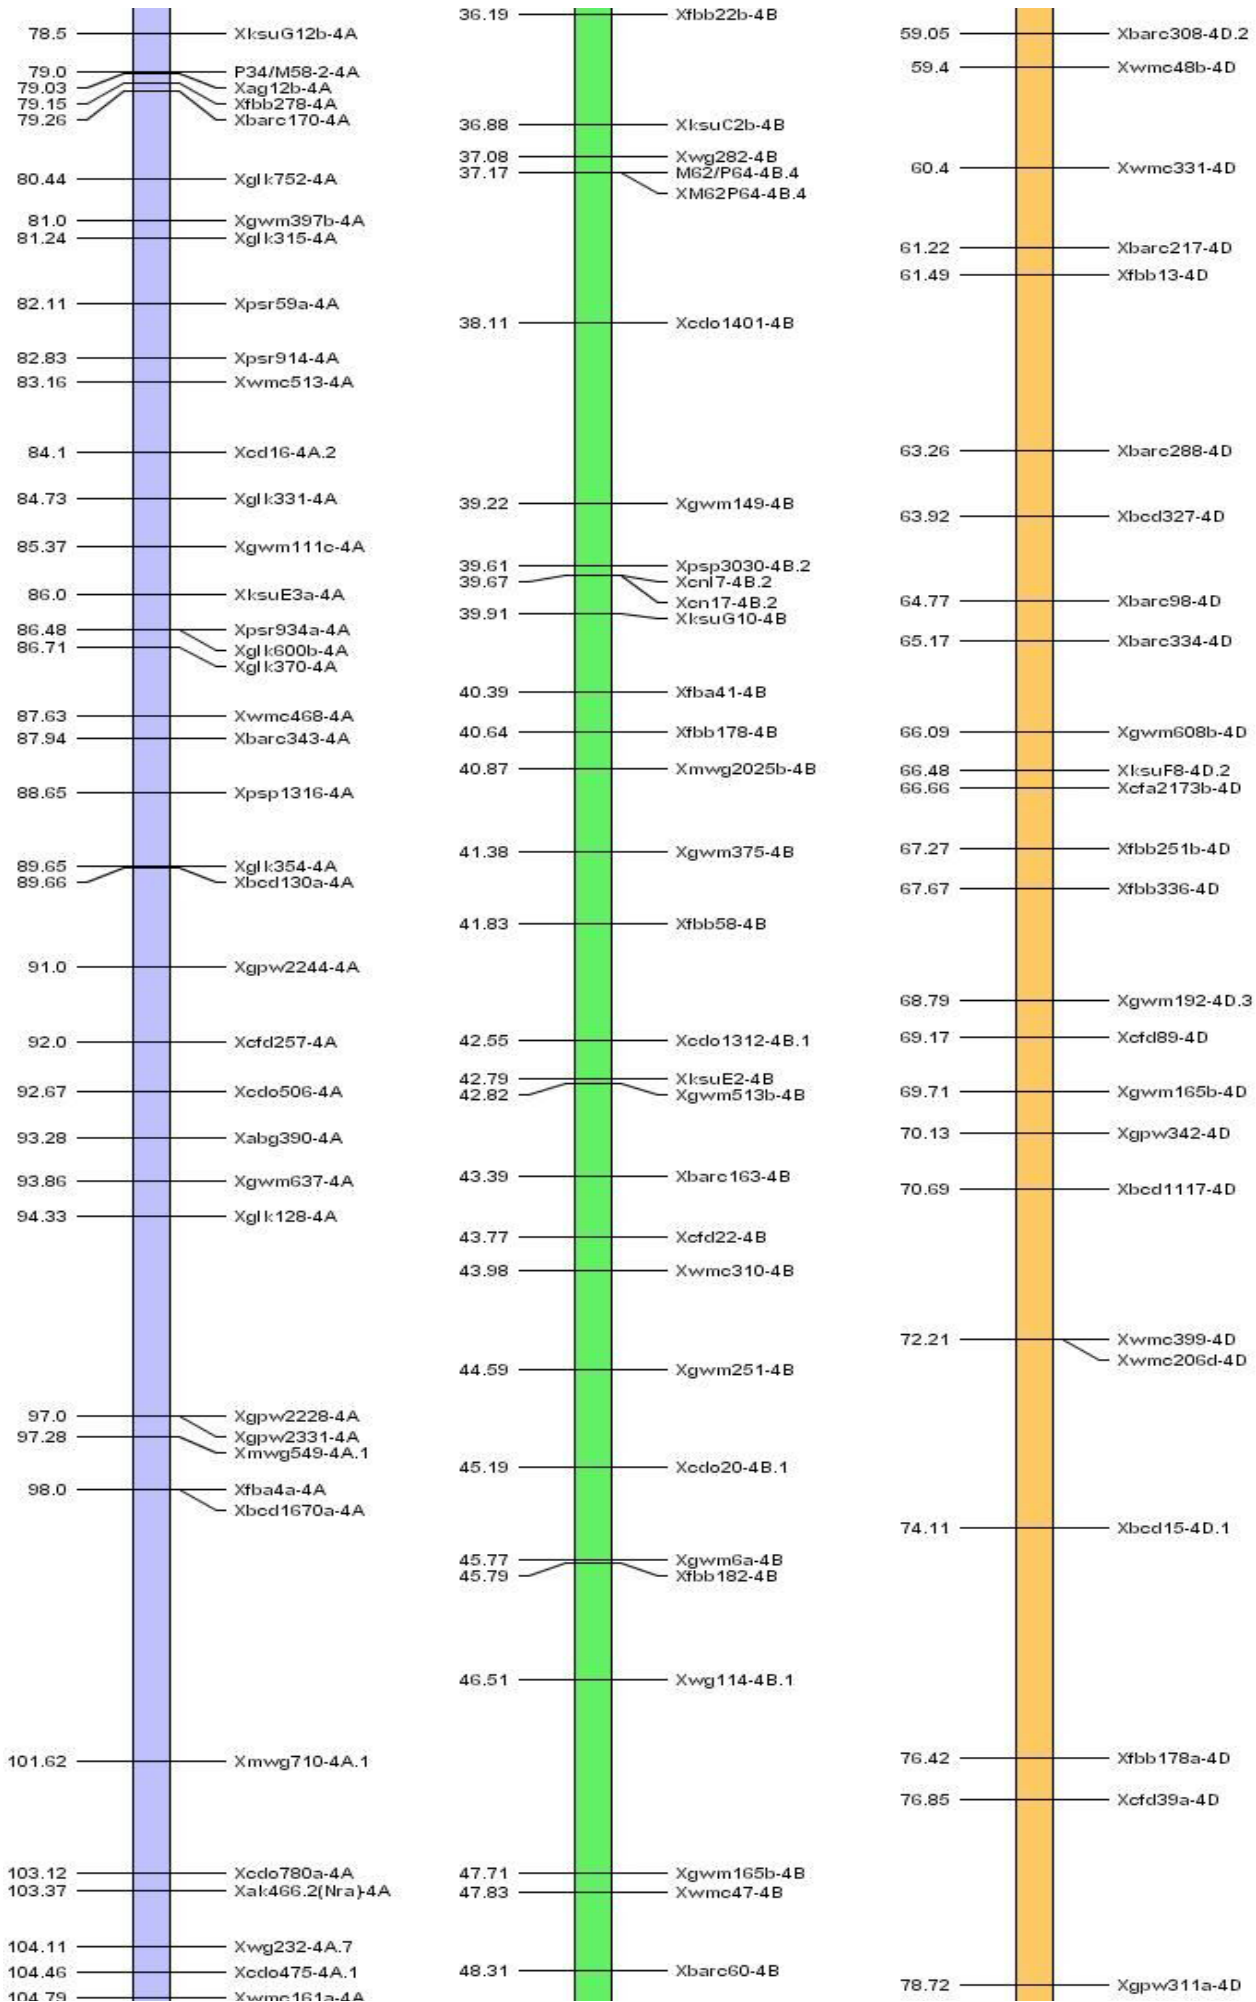 78.5 XksuG12b-4A
79.0 P34/M58-2-4A
79.03 Xag12b-4A
79.15 Xfbb278-4A
79.26 Xbarc170-4A
80.44 Xglk752-4A
81.0 Xgwm397b-4A
81.24 Xglk315-4A
82.11 Xpsr59a-4A
82.83 Xpsr914-4A
83.16 Xwmc513-4A
84.1 Xcd16-4A.2
84.73 Xglk331-4A
85.37 Xgwm111c-4A
86.0 XksuE3a-4A
86.48 Xpsr934a-4A
Xglk600b-4A
86.71 Xglk370-4A
87.63 Xwmc468-4A
87.94 Xbarc343-4A
88.65 Xpsp1316-4A
89.65 Xglk354-4A
89.66 Xbcd130a-4A
91.0 Xgpw2244-4A
92.0 Xcfd257-4A
92.67 Xcdo506-4A
93.28 Xabg390-4A
93.86 Xgwm637-4A
94.33 Xglk128-4A
97.0 Xgpw2228-4A
Xgpw2331-4A
97.28 Xmwg549-4A.1
98.0 Xfba4a-4A
Xbcd1670a-4A
101.62 Xmwg710-4A.1
103.12 Xcdo780a-4A
103.37 Xak466.2(Nra)-4A
104.11 Xwg232-4A.7
104.46 Xcdo475-4A.1
104.79 Xwmc161a-4A
36.19 Xfbb22b-4B
36.88 XksuC2b-4B
37.08 Xwg282-4B
37.17 M62/P64-4B.4
XM62P64-4B.4
38.11 Xcdo1401-4B
39.22 Xgwm149-4B
39.61 Xpsp3030-4B.2
39.67 Xcnl7-4B.2
Xcn17-4B.2
39.91 XksuG10-4B
40.39 Xfba41-4B
40.64 Xfbb178-4B
40.87 Xmwg2025b-4B
41.38 Xgwm375-4B
41.83 Xfbb58-4B
42.55 Xcdo1312-4B.1
42.79 XksuE2-4B
42.82 Xgwm513b-4B
43.39 Xbarc163-4B
43.77 Xcfd22-4B
43.98 Xwmc310-4B
44.59 Xgwm251-4B
45.19 Xcdo20-4B.1
45.77 Xgwm6a-4B
45.79 Xfbb182-4B
46.51 Xwg114-4B.1
47.71 Xgwm165b-4B
47.83 Xwmc47-4B
48.31 Xbarc60-4B
59.05 Xbarc308-4D.2
59.4 Xwmc48b-4D
60.4 Xwmc331-4D
61.22 Xbarc217-4D
61.49 Xfbb13-4D
63.26 Xbarc288-4D
63.92 Xbcd327-4D
64.77 Xbarc98-4D
65.17 Xbarc334-4D
66.09 Xgwm608b-4D
66.48 XksuF8-4D.2
66.66 Xcfa2173b-4D
67.27 Xfbb251b-4D
67.67 Xfbb336-4D
68.79 Xgwm192-4D.3
69.17 Xcfd89-4D
69.71 Xgwm165b-4D
70.13 Xgpw342-4D
70.69 Xbcd1117-4D
72.21 Xwmc399-4D
Xwmc206d-4D
74.11 Xbcd15-4D.1
76.42 Xfbb178a-4D
76.85 Xcfd39a-4D
78.72 Xgpw311a-4D